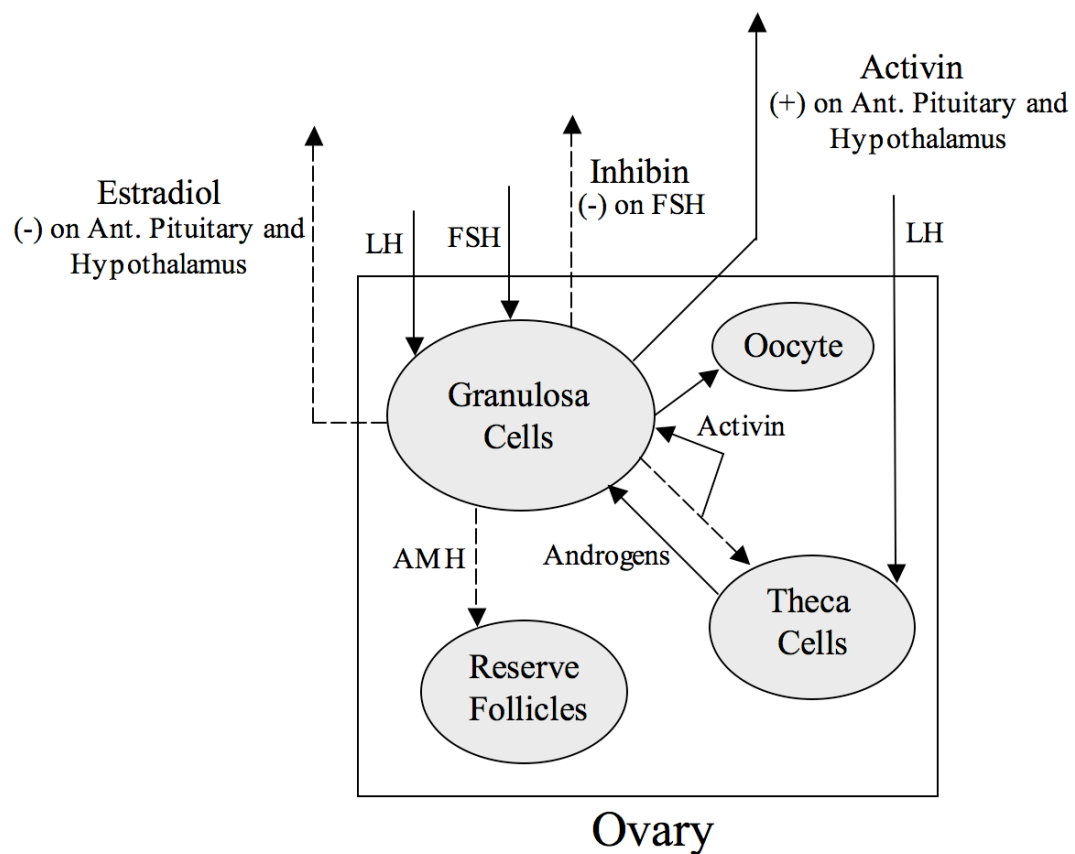 Activin
(+) on Ant. Pituitary and
Hypothalamus
Estradiol
(-) on Ant. Pituitary and
Hypothalamus
Inhibin
(-) on FSH
LH
FSH
LH
Oocyte
Granulosa
Cells
Activin
AMH
Androgens
Theca
Cells
Reserve
Follicles
Ovary